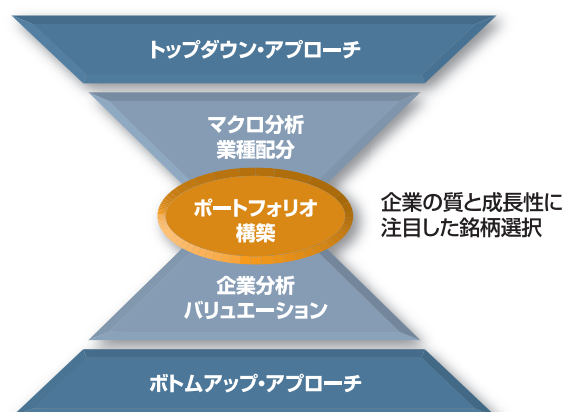 トップダウン・アプローチ
マクロ分析
業種配分
ポートフォリオ
構築
企業の質と成長性に
注目した銘柄選択
企業分析
バリュエーション
ボトムアップ・アプローチ